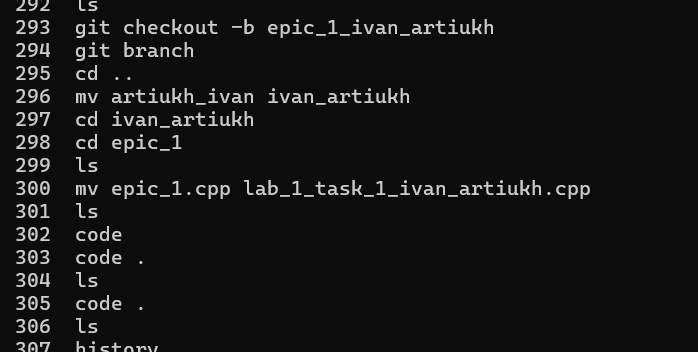 292  ls
293  git checkout -b epic_1_ivan_artiukh
294  git branch
295  cd ..
296  mv artiukh_ivan ivan_artiukh
297  cd ivan_artiukh
298  cd epic_1
299  ls
300  mv epic_1.cpp lab_1_task_1_ivan_artiukh.cpp
301  ls
302  code
303  code .
304  ls
305  code .
306  ls
307  history